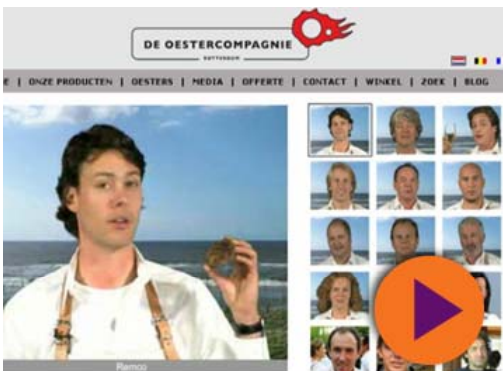 DE OESTERCOMPAGNIE
ROTTERDAM
E | ONZE PRODUCTEN | OESTERS | MEDIA | OFFERTE | CONTACT | WINKEL | ZOEK | BLOG
Remco